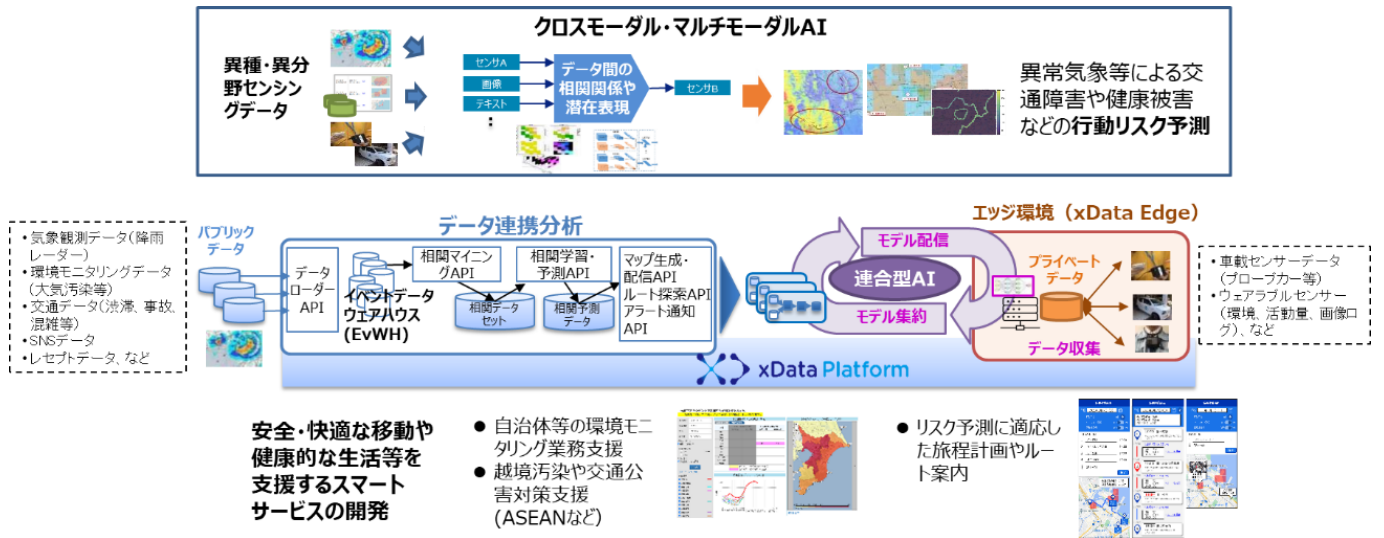 クロスモーダル・マルチモーダルAI
異種・異分
野センシン
グデータ
センサA
画像
テキスト
:
データ間の
相関関係や
潜在表現
センサB
異常気象等による交
通障害や健康被害
などの行動リスク予測
・気象観測データ(降雨
レーダー)
・環境モニタリングデータ
(大気汚染等)
・交通データ(渋滞、事故、
混雑等)
・SNSデータ
・レセプトデータ、など
パブリック
データ
データ連携分析
データ
ローダー
API
イベントデータ
ウェアハウス
(EvWH)
相関マイニン
グAPI
相関データ
セット
相関学習・
予測API
相関予測
データ
マップ生成・
配信API
ルート探索API
アラート通知
API
モデル配信
連合型AI
モデル集約
エッジ環境（xData Edge）
プライベート
データ
データ収集
・車載センサーデータ
(プローブカー等)
・ウェアラブルセンサー
(環境、活動量、画像ロ
グ)、など
xData Platform
安全・快適な移動や
健康的な生活等を
支援するスマート
サービスの開発
● 自治体等の環境モニ
タリング業務支援
● 越境汚染や交通公
害対策支援
(ASEANなど)
● リスク予測に適応し
た旅程計画やルー
ト案内